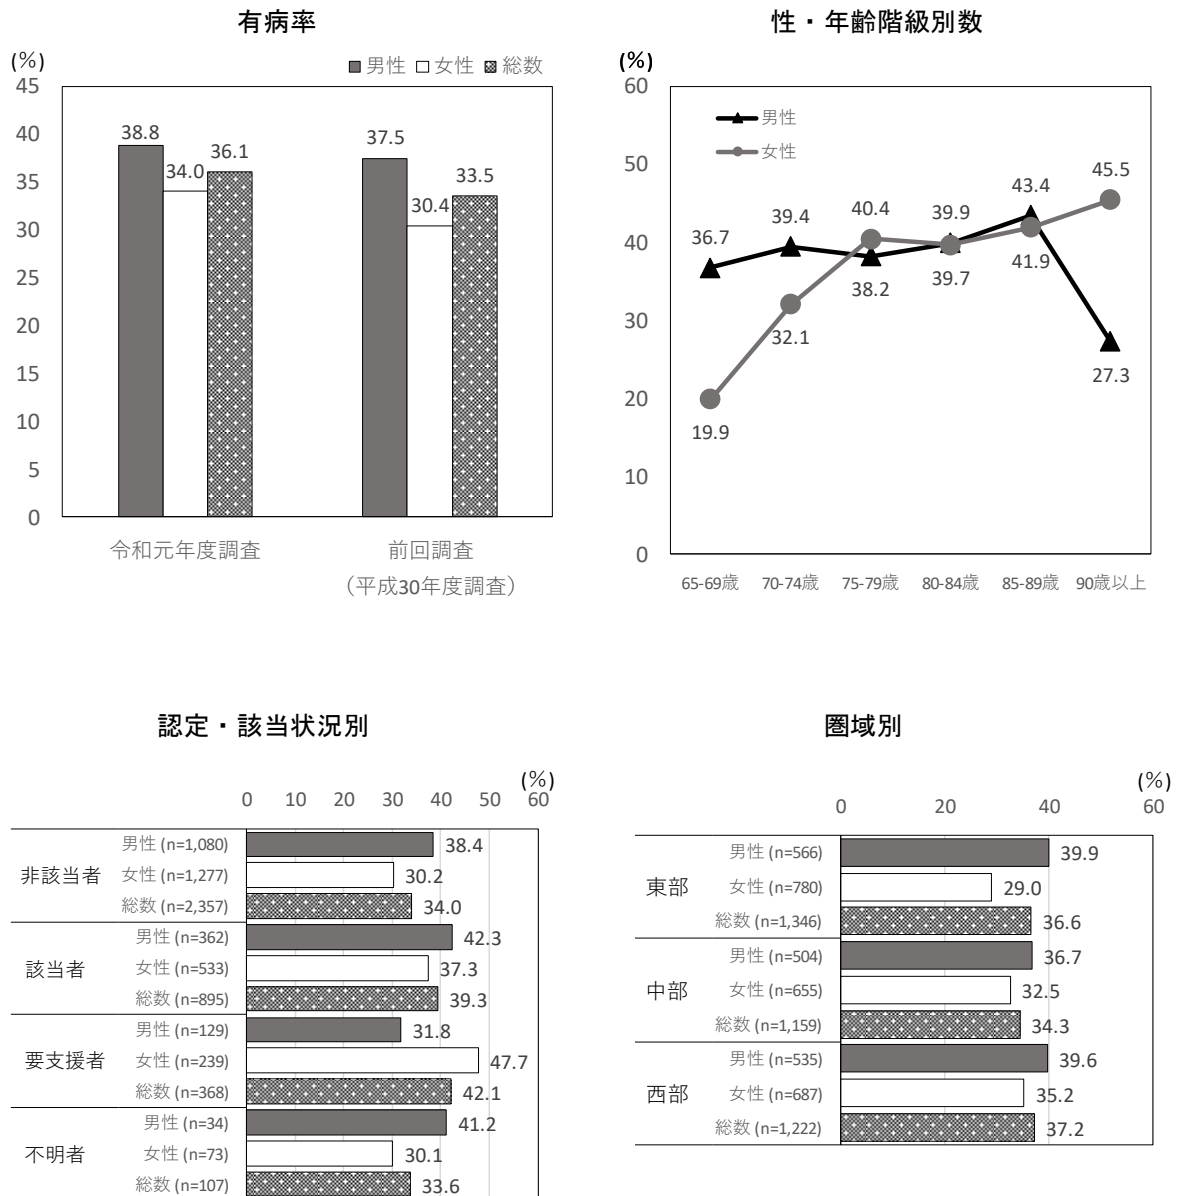 有病率
(%)
■ 男性 □ 女性 ▩ 総数
45
40
35
30
25
20
15
10
5
0
38.8
34.0
36.1
37.5
30.4
33.5
令和元年度調査
前回調査
（平成30年度調査）
性・年齢階級別数
(%)
男性
女性
60
50
40
30
20
10
0
36.7
39.4
40.4
39.9
43.4
45.5
19.9
32.1
38.2
39.7
41.9
27.3
65-69歳 70-74歳 75-79歳 80-84歳 85-89歳 90歳以上
認定・該当状況別
(%)
0 10 20 30 40 50 60
非該当者
男性 (n=1,080) 38.4
女性 (n=1,277) 30.2
総数 (n=2,357) 34.0
該当者
男性 (n=362) 42.3
女性 (n=533) 37.3
総数 (n=895) 39.3
要支援者
男性 (n=129) 31.8
女性 (n=239) 47.7
総数 (n=368) 42.1
不明者
男性 (n=34) 41.2
女性 (n=73) 30.1
総数 (n=107) 33.6
圏域別
(%)
0 20 40 60
東部
男性 (n=566) 39.9
女性 (n=780) 29.0
総数 (n=1,346) 36.6
中部
男性 (n=504) 36.7
女性 (n=655) 32.5
総数 (n=1,159) 34.3
西部
男性 (n=535) 39.6
女性 (n=687) 35.2
総数 (n=1,222) 37.2